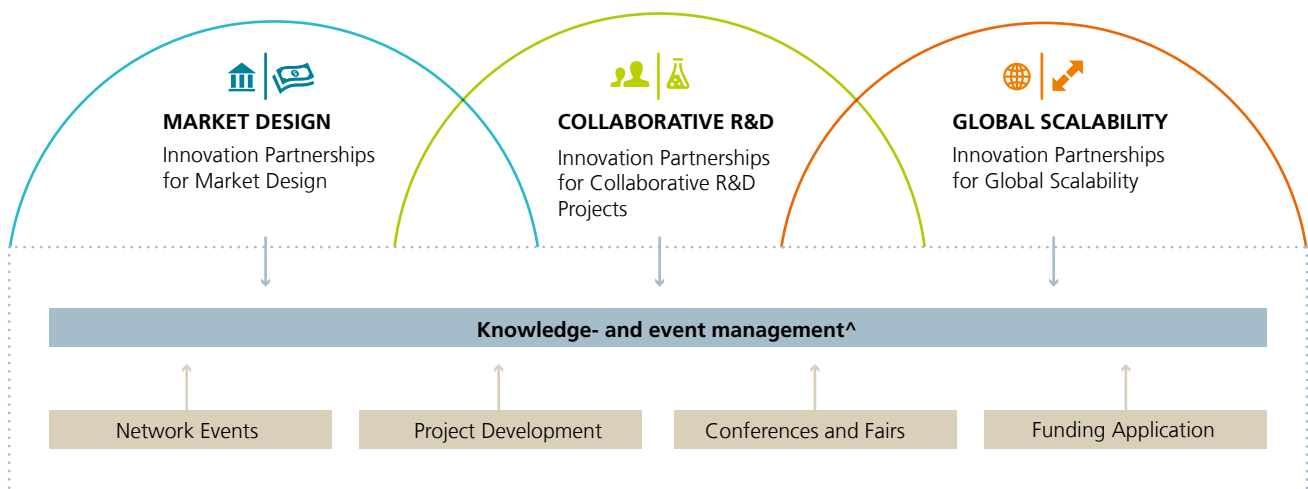 MARKET DESIGN
Innovation Partnerships
for Market Design
COLLABORATIVE R&D
Innovation Partnerships
for Collaborative R&D
Projects
GLOBAL SCALABILITY
Innovation Partnerships
for Global Scalability
Knowledge- and event management^
Network Events
Project Development
Conferences and Fairs
Funding Application